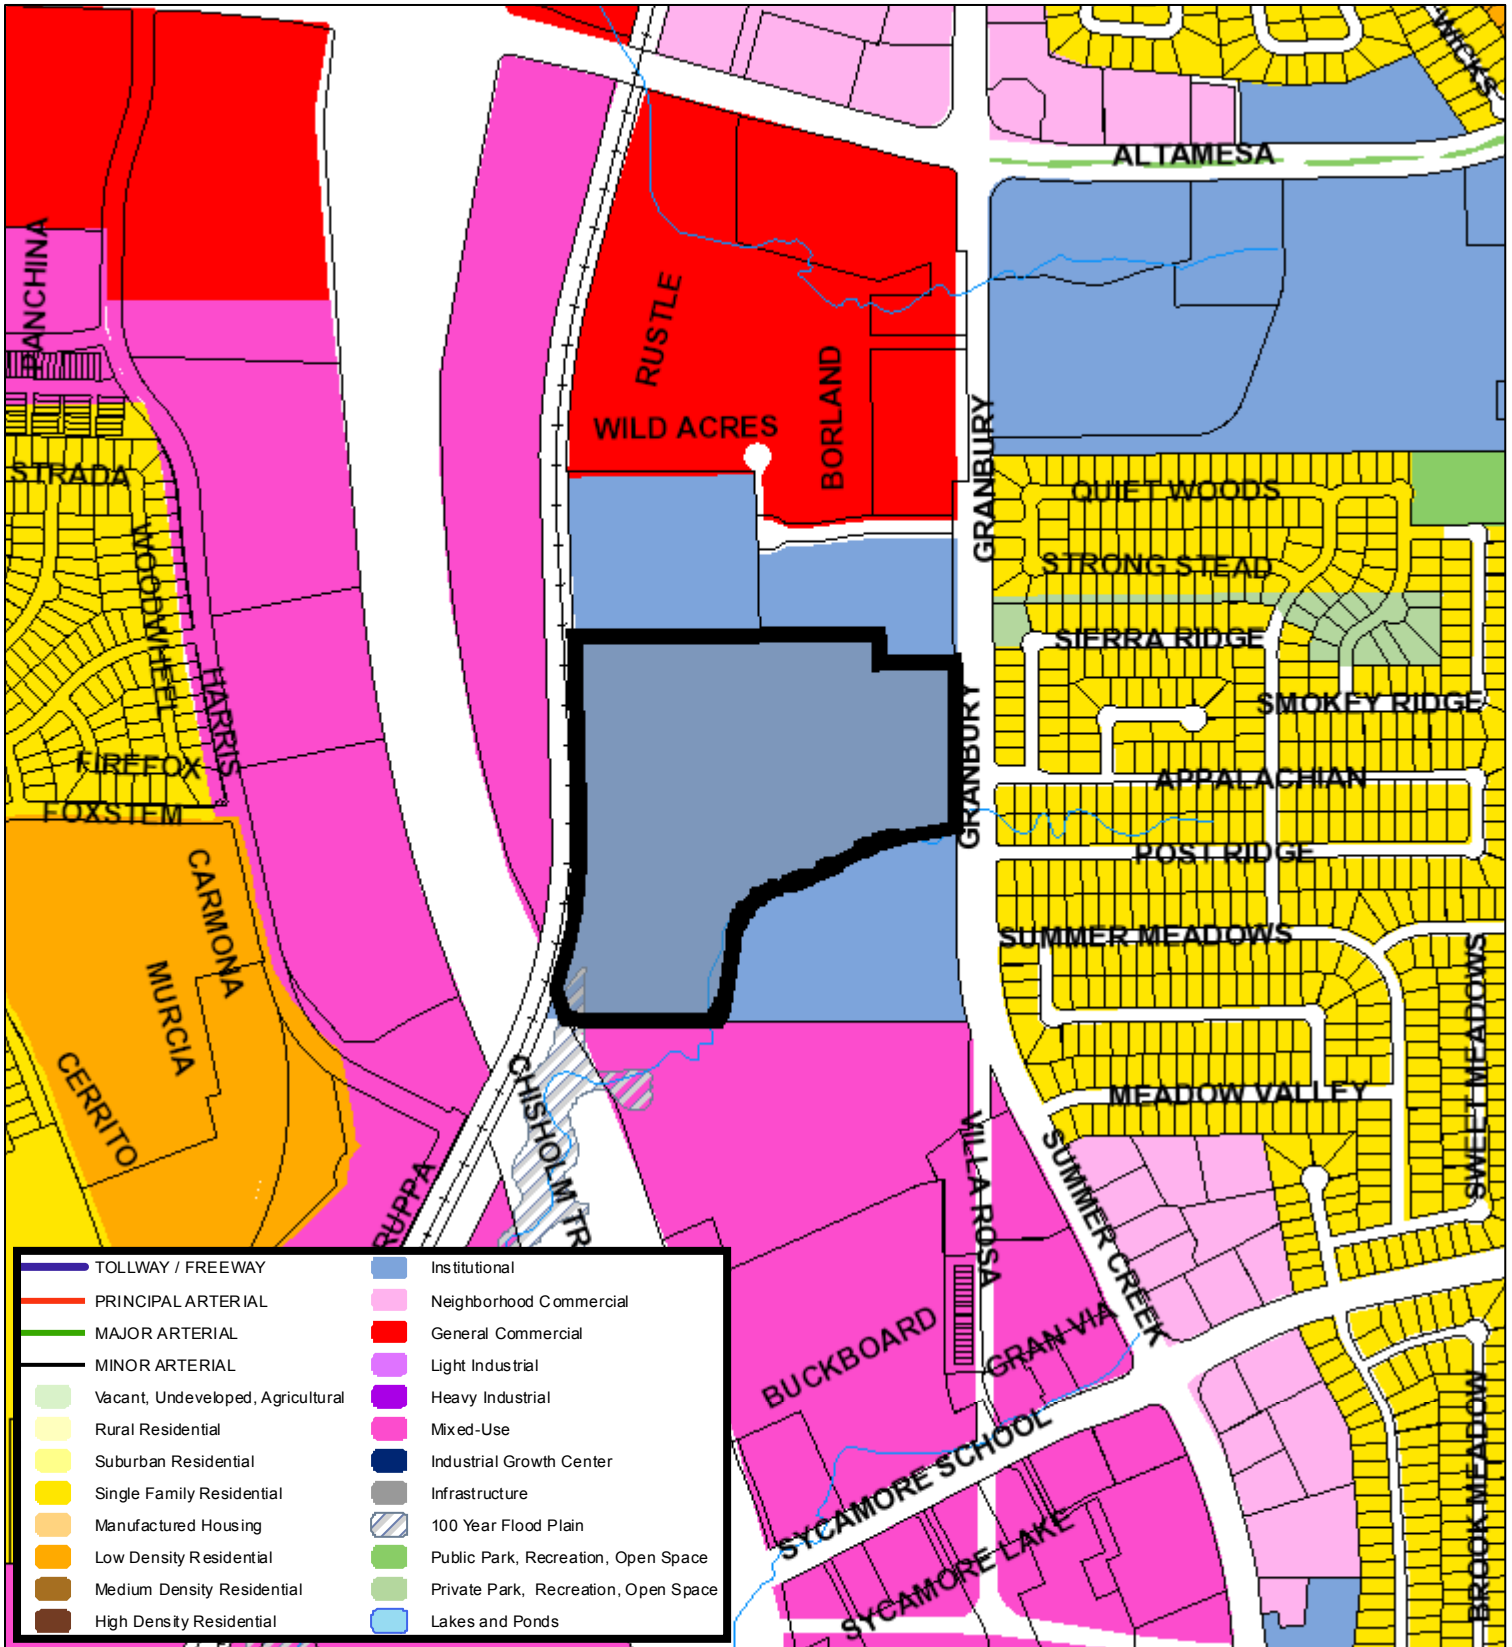 WICKS
ALTAMESA
PANCHINA
RUSTLE
BORLAND
WILD ACRES
GRANBURY
STRADA
QUIET WOODS
WOODWHEEL
STRONG STEAD
SIERRA RIDGE
HARRIS
SMOKEY RIDGE
GRANBURY
FIREFOX
APPALACHIAN
FOXSTEM
POST RIDGE
CARMONA
SUMMER MEADOWS
MURCIA
SWEET MEADOWS
CERRITO
CHISHOLM TR
MEADOW VALLEY
VILLA ROSA
SUMMER CREEK
RUPPA
BUCKBOARD
GRAN VIA
SYCAMORE SCHOOL
SYCAMORE LAKE
BROOK MEADOW
TOLLWAY / FREEWAY
PRINCIPAL ARTERIAL
MAJOR ARTERIAL
MINOR ARTERIAL
Vacant, Undeveloped, Agricultural
Rural Residential
Suburban Residential
Single Family Residential
Manufactured Housing
Low Density Residential
Medium Density Residential
High Density Residential
Institutional
Neighborhood Commercial
General Commercial
Light Industrial
Heavy Industrial
Mixed-Use
Industrial Growth Center
Infrastructure
100 Year Flood Plain
Public Park, Recreation, Open Space
Private Park, Recreation, Open Space
Lakes and Ponds